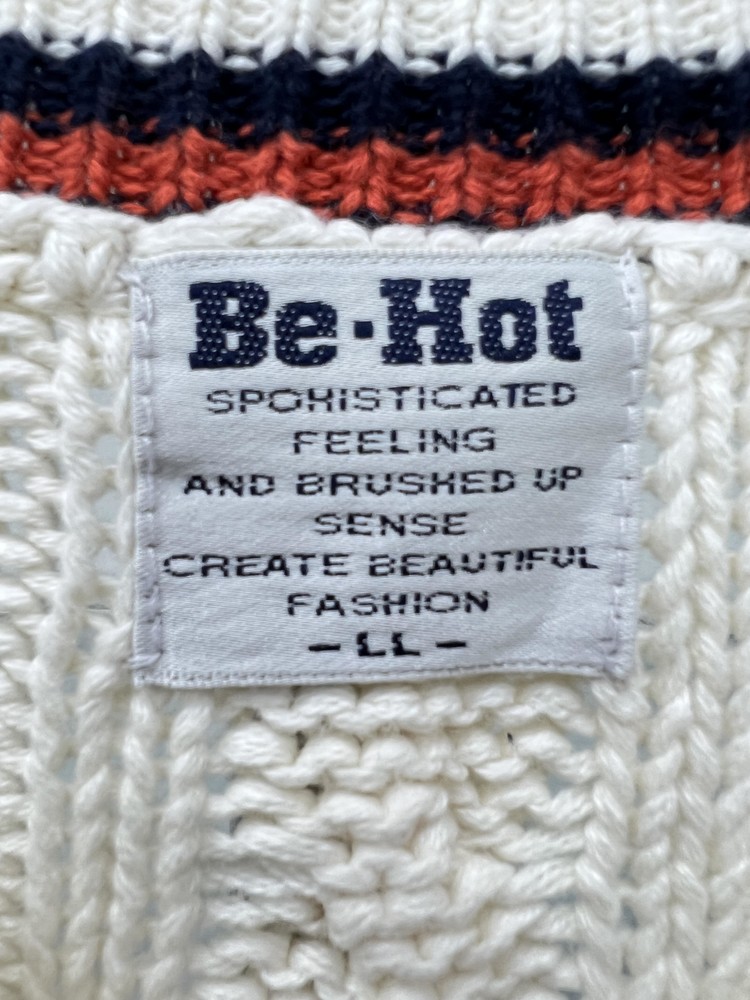 Be-Hot
SPOHISTICATED
FEELING
AND BRUSHED UP
SENSE
CREATE BEAUTIFUL
FASHION
- LL -